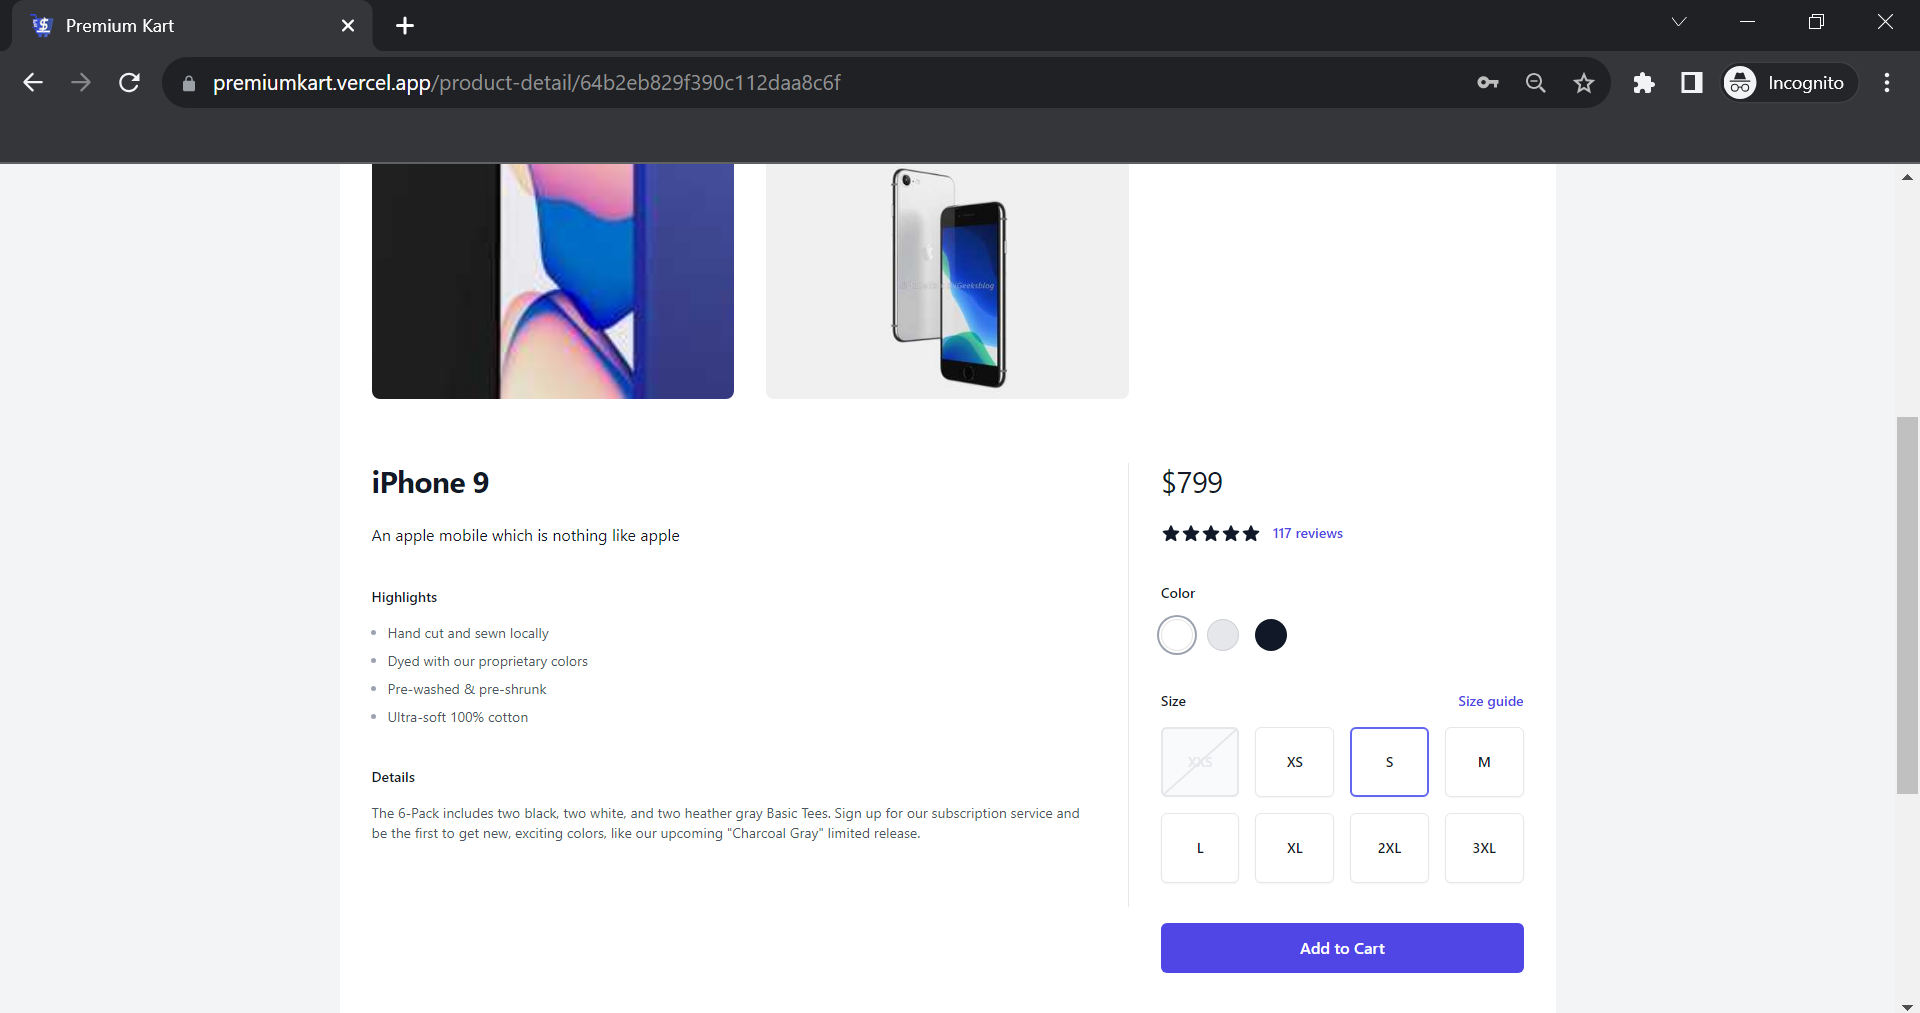 Premium Kart
premiumkart.vercel.app/product-detail/64b2eb829f390c112daa8c6f
Incognito
iGeeksblog
iPhone 9
An apple mobile which is nothing like apple
Highlights
Hand cut and sewn locally
Dyed with our proprietary colors
Pre-washed & pre-shrunk
Ultra-soft 100% cotton
Details
The 6-Pack includes two black, two white, and two heather gray Basic Tees. Sign up for our subscription service and
be the first to get new, exciting colors, like our upcoming "Charcoal Gray" limited release.
$799
117 reviews
Color
Size
Size guide
XXS
XS
S
M
L
XL
2XL
3XL
Add to Cart